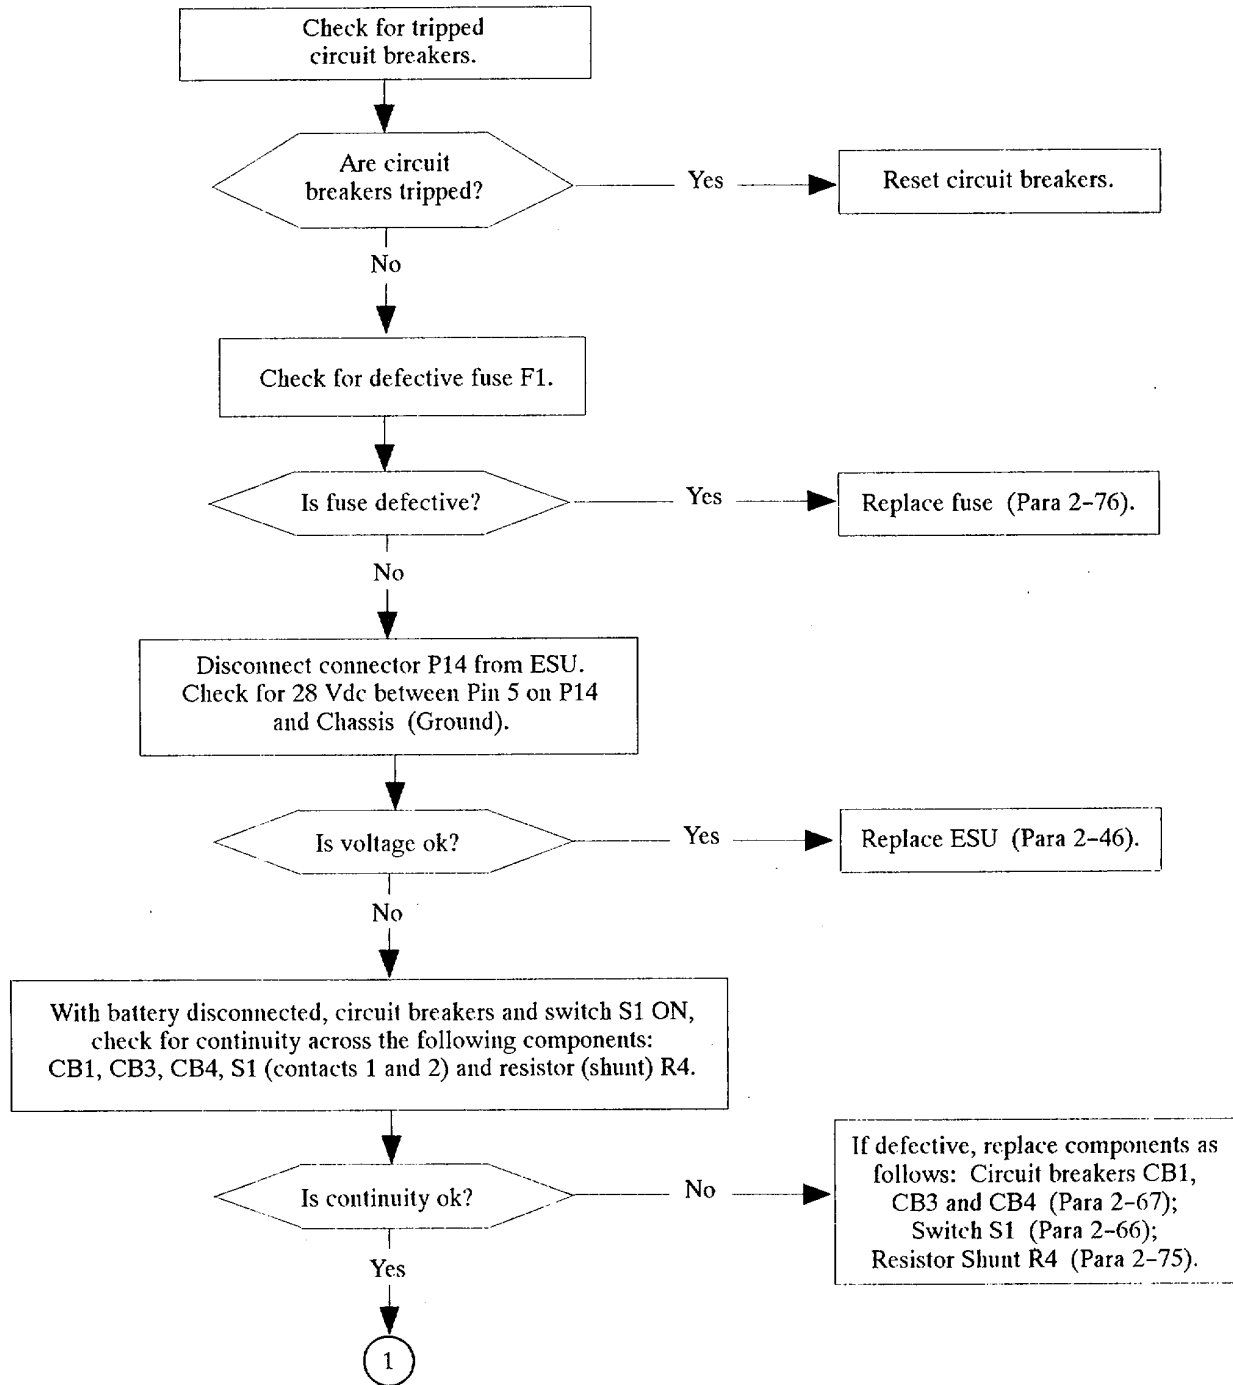 Check for tripped
circuit breakers.
Are circuit
breakers tripped?
Yes
Reset circuit breakers.
No
Check for defective fuse F1.
Is fuse defective?
Yes
Replace fuse (Para 2-76).
No
Disconnect connector P14 from ESU.
Check for 28 Vdc between Pin 5 on P14
and Chassis (Ground).
Is voltage ok?
Yes
Replace ESU (Para 2-46).
No
With battery disconnected, circuit breakers and switch S1 ON,
check for continuity across the following components:
CB1, CB3, CB4, S1 (contacts 1 and 2) and resistor (shunt) R4.
Is continuity ok?
No
If defective, replace components as
follows: Circuit breakers CB1,
CB3 and CB4 (Para 2-67);
Switch S1 (Para 2-66);
Resistor Shunt R4 (Para 2-75).
Yes
1